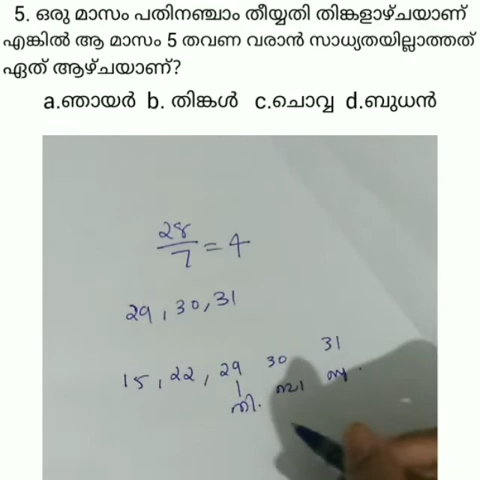 5. ഒരു മാസം പതിനഞ്ചാം തീയ്യതി തിങ്കളാഴ്ചയാണ്
എങ്കിൽ ആ മാസം 5 തവണ വരാൻ സാധ്യതയില്ലാത്തത്
ഏത് ആഴ്ചയാണ്?
a.ഞായർ b. തിങ്കൾ c.ചൊവ്വ d.ബുധൻ
28
7 = 4
29, 30, 31
15, 22, 29 30 31
തി.